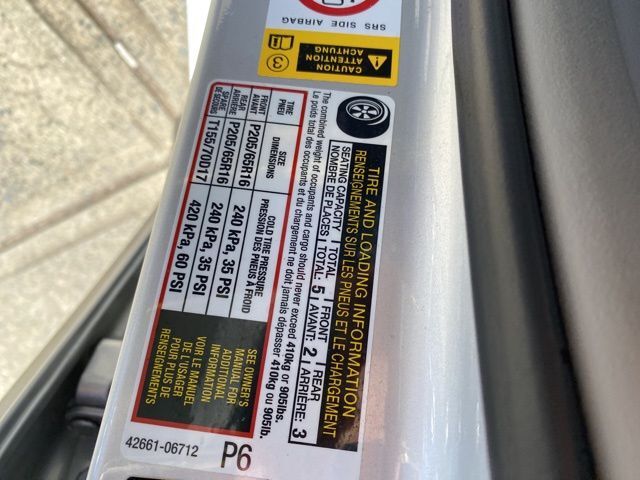 SRS SIDE AIRBAG
CAUTION
ATTENTION
ACHTUNG
3
TIRE AND LOADING INFORMATION
RENSEIGNEMENTS SUR LES PNEUS ET LE CHARGEMENT
SEATING CAPACITY | TOTAL | FRONT | REAR
NOMBRE DE PLACES | TOTAL: 5 | AVANT: 2 | ARRIÈRE: 3
The combined weight of occupants and cargo should never exceed 410kg or 905lbs.
Le poids total des occupants et du chargement ne doit jamais dépasser 410kg ou 905lb.
TIRE SIZE COLD TIRE PRESSURE
PNEU DIMENSIONS PRESSION DES PNEUS À FROID
FRONT
AVANT P205/65R16 240 kPa, 35 PSI
REAR
ARRIÈRE P205/65R16 240 kPa, 35 PSI
SPARE
DE SECOURS T155/70D17 420 kPa, 60 PSI
SEE OWNER'S
MANUAL FOR
ADDITIONAL
INFORMATION
VOIR LE MANUEL
DE L'USAGER
POUR PLUS DE
RENSEIGNEMENTS
42661-06712 P6